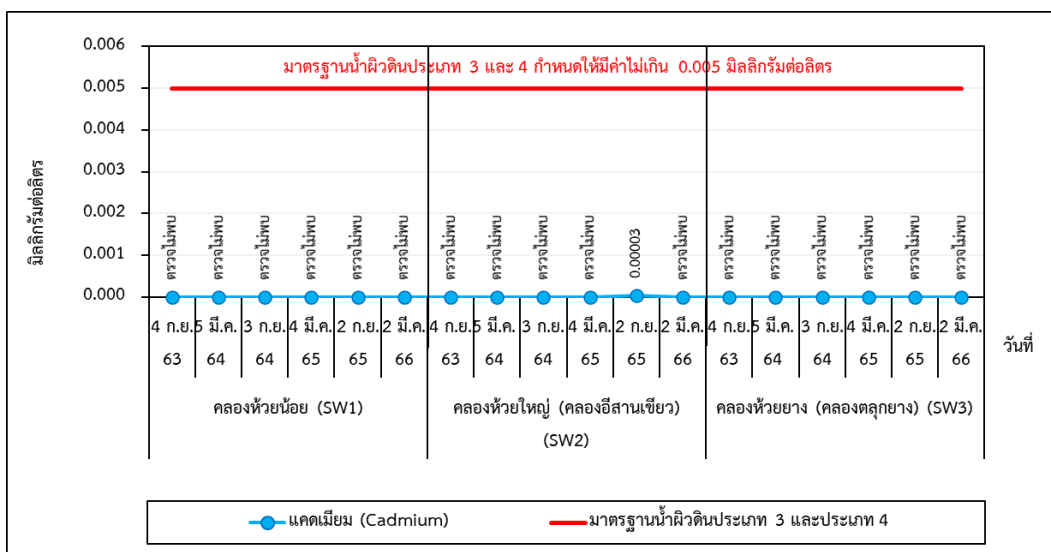 0.006
มาตรฐานน้ำผิวดินประเภท 3 และ 4 กำหนดให้มีค่าไม่เกิน 0.005 มิลลิกรัมต่อลิตร
0.005
0.004
0.003
0.002
0.001
0.000
มิลลิกรัมต่อลิตร
ตรวจไม่พบ ตรวจไม่พบ ตรวจไม่พบ ตรวจไม่พบ ตรวจไม่พบ ตรวจไม่พบ ตรวจไม่พบ ตรวจไม่พบ ตรวจไม่พบ ตรวจไม่พบ 0.00003 ตรวจไม่พบ ตรวจไม่พบ ตรวจไม่พบ ตรวจไม่พบ ตรวจไม่พบ ตรวจไม่พบ ตรวจไม่พบ
4 ก.ย. 5 มี.ค. 3 ก.ย. 4 มี.ค. 2 ก.ย. 2 มี.ค. 4 ก.ย. 5 มี.ค. 3 ก.ย. 4 มี.ค. 2 ก.ย. 2 มี.ค. 4 ก.ย. 5 มี.ค. 3 ก.ย. 4 มี.ค. 2 ก.ย. 2 มี.ค.
63 64 64 65 65 66 63 64 64 65 65 66 63 64 64 65 65 66
วันที่
คลองห้วยน้อย (SW1) คลองห้วยใหญ่ (คลองอีสานเขียว) คลองห้วยยาง (คลองตลุกยาง) (SW3)
(SW2)
แคดเมียม (Cadmium) มาตรฐานน้ำผิวดินประเภท 3 และประเภท 4